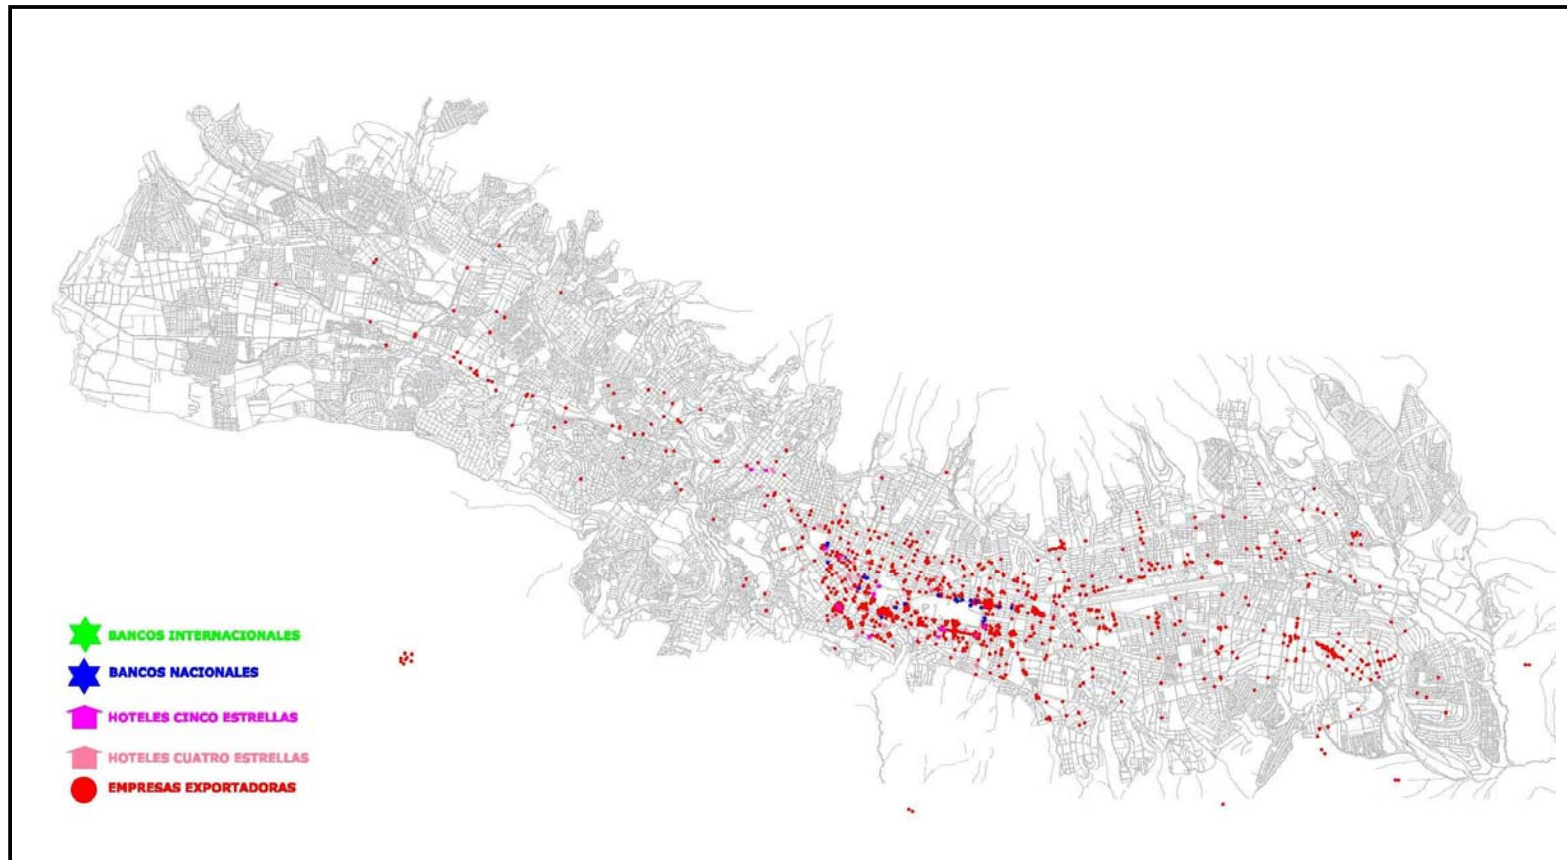 BANCOS INTERNACIONALES
BANCOS NACIONALES
HOTELES CINCO ESTRELLAS
HOTELES CUATRO ESTRELLAS
EMPRESAS EXPORTADORAS